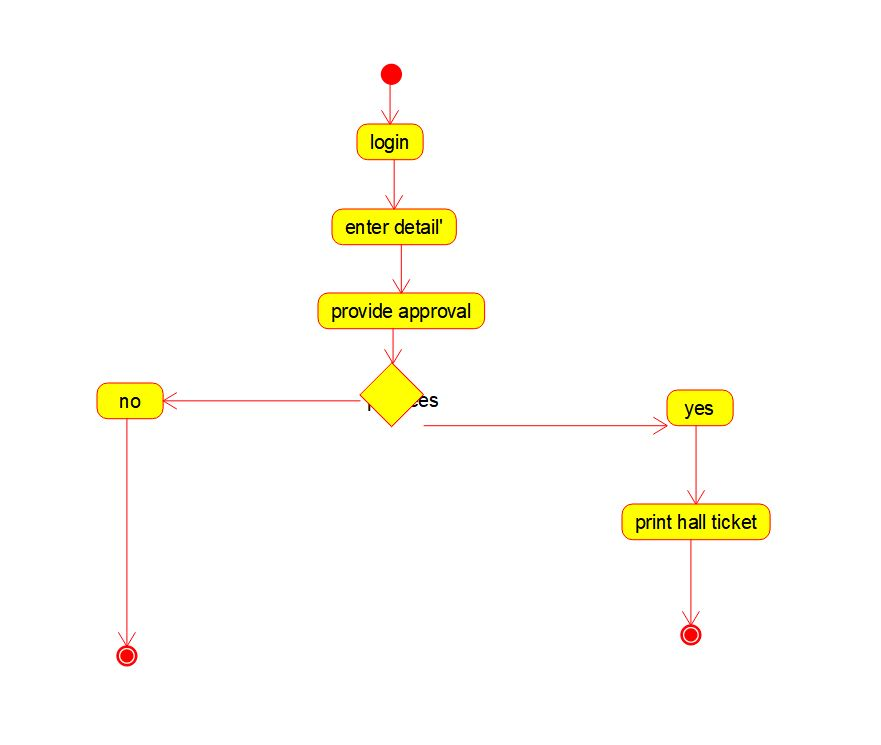 login
enter detail'
provide approval
no
yes
print hall ticket